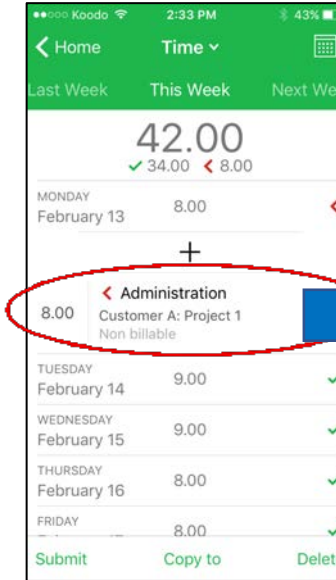 Koodo 2:33 PM 43%
Home Time
Last Week This Week Next We
42.00
34.00 8.00
MONDAY
February 13 8.00
+
Administration
8.00 Customer A: Project 1
Non billable
TUESDAY
February 14 9.00
WEDNESDAY
February 15 9.00
THURSDAY
February 16 8.00
FRIDAY
8.00
Submit Copy to Delet